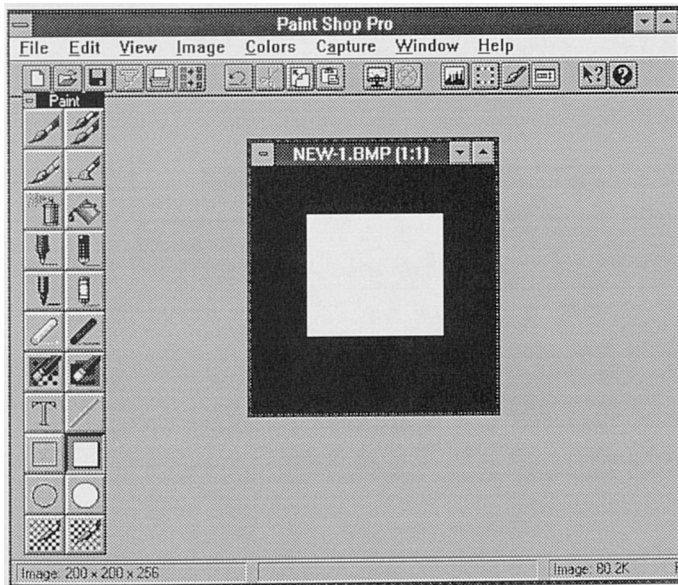 Paint Shop Pro
File Edit View Image Colors Capture Window Help
Paint
NEW-1.BMP (1:1)
T
Image: 200 x 200 x 256
Image: 80.2K